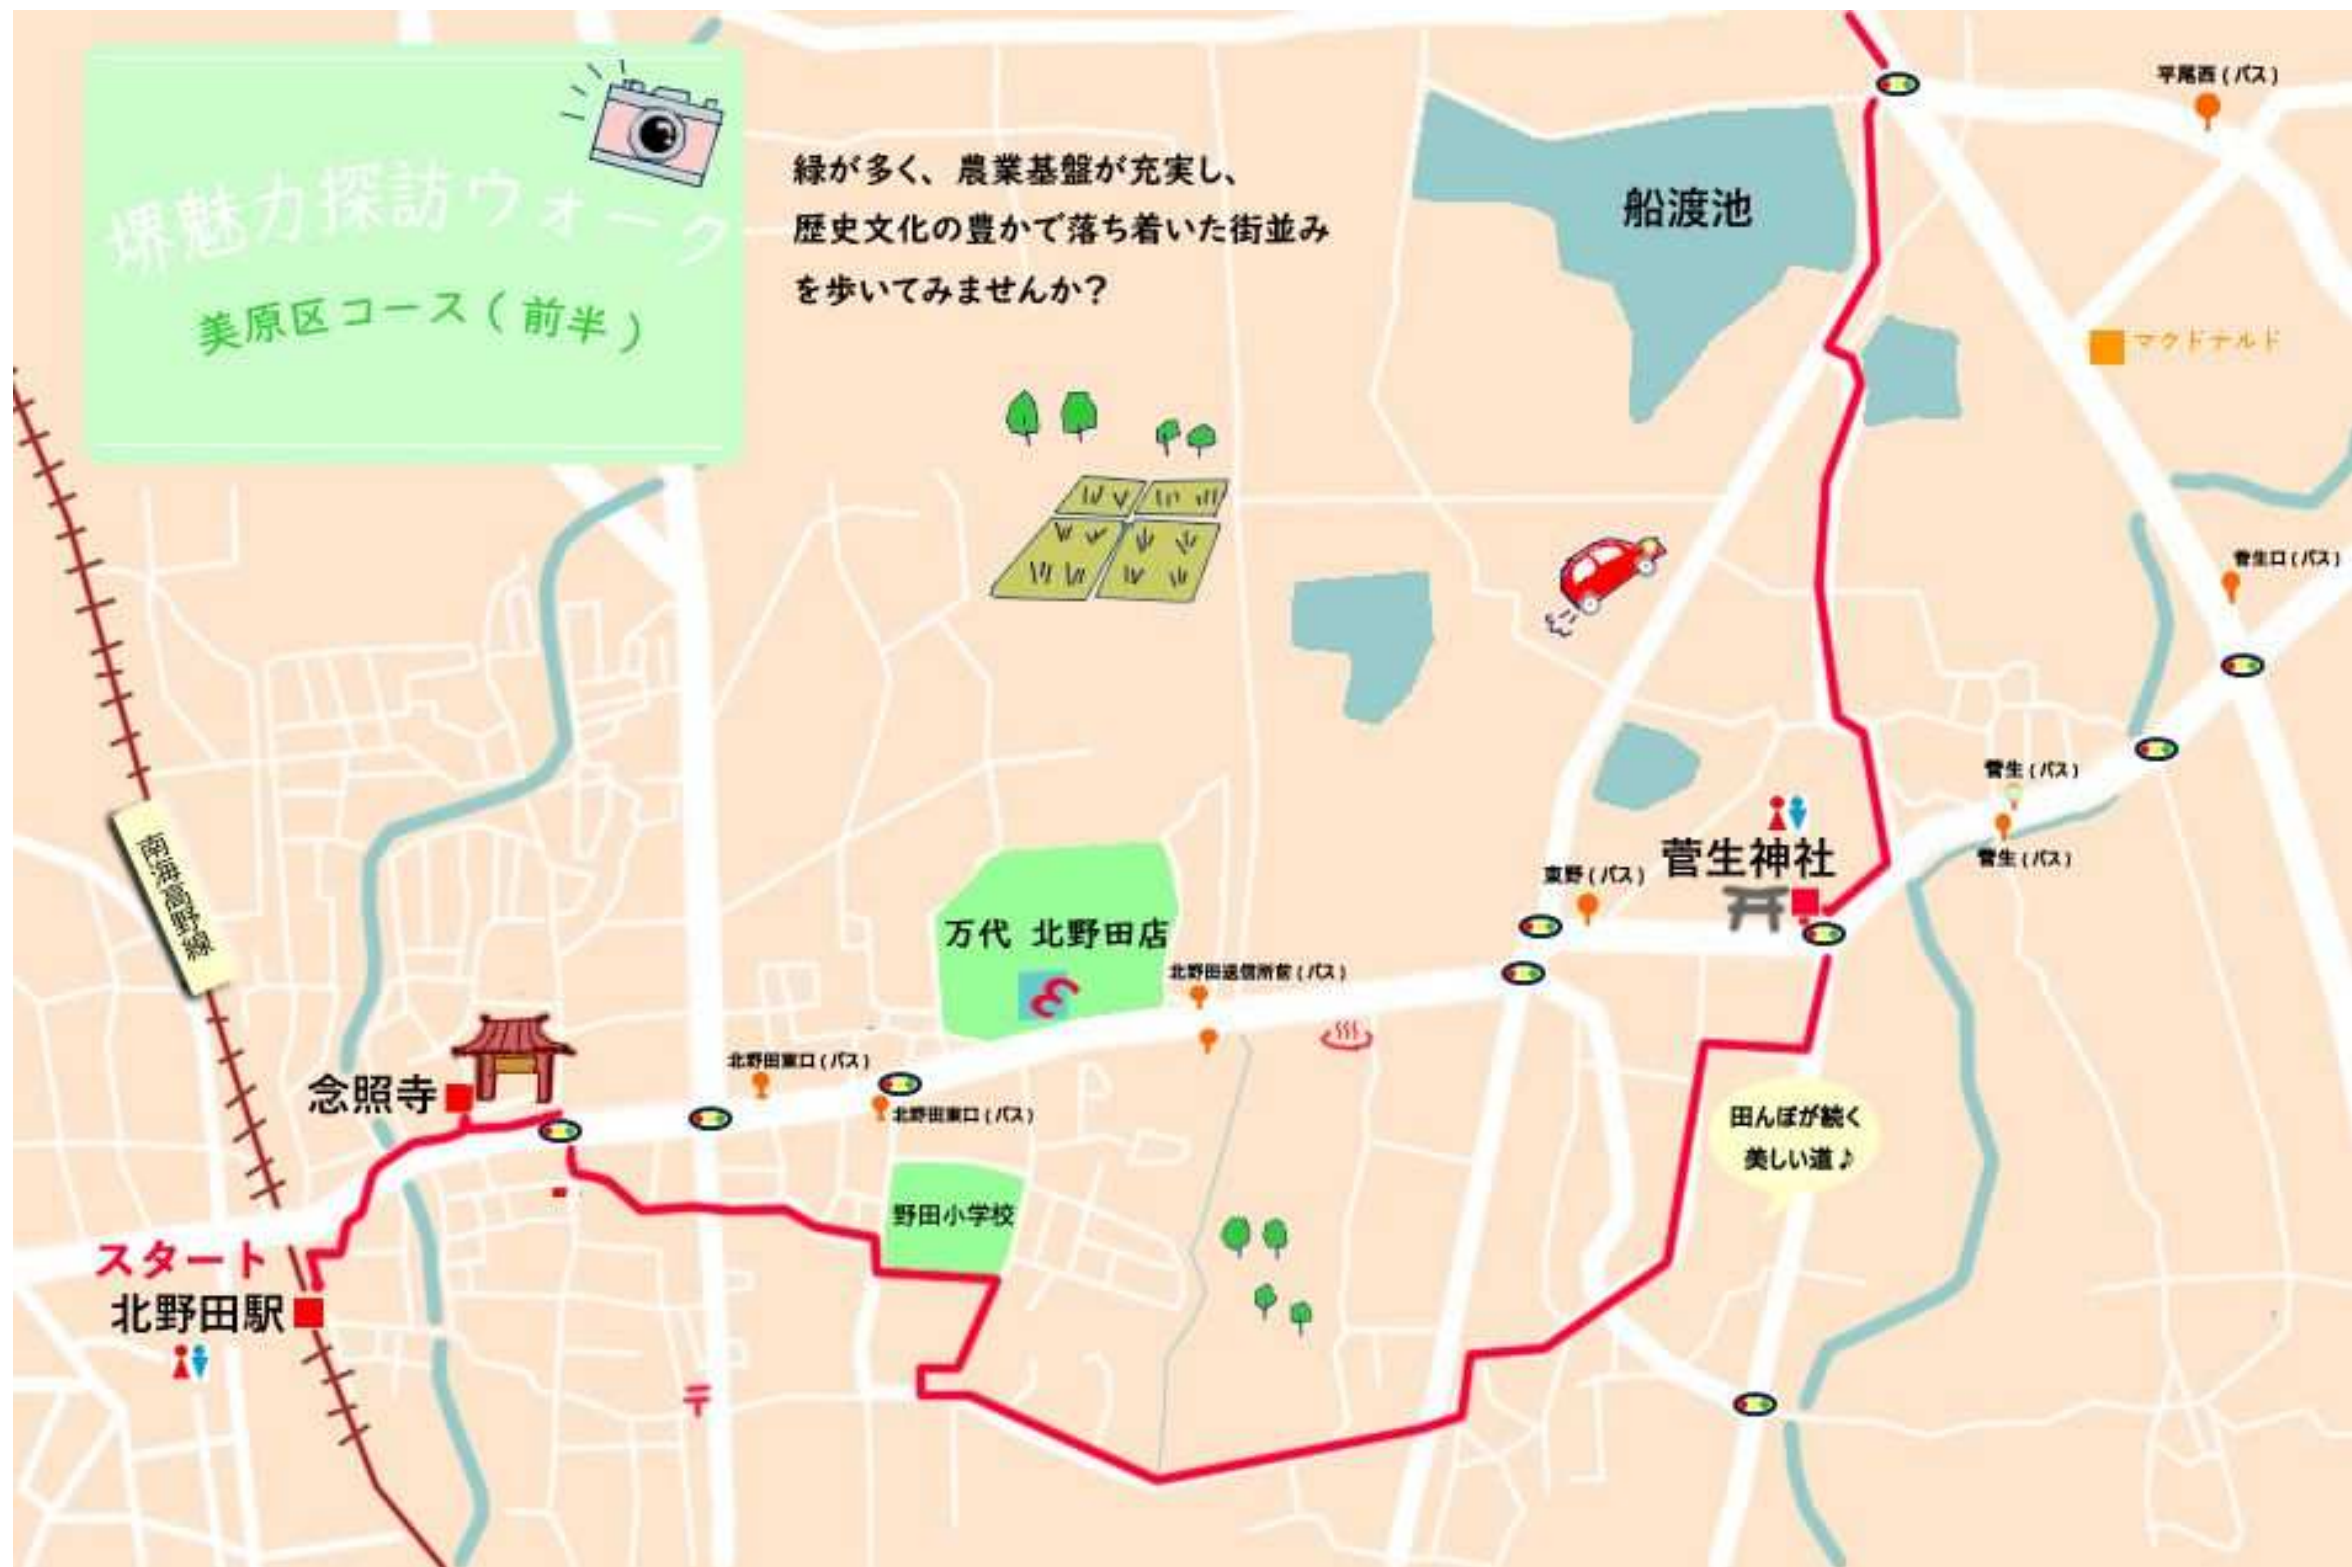 堺魅力探訪ウォーク
美原区コース(前半)
緑が多く、農業基盤が充実し、
歴史文化の豊かで落ち着いた街並み
を歩いてみませんか?
平尾西(バス)
船渡池
マクドナルド
菅生口(バス)
菅生(バス)
菅生(バス)
菅生神社
東野(バス)
南海高野線
万代 北野田店
北野田送信所前(バス)
念照寺
北野田東口(バス)
北野田東口(バス)
田んぼが続く
美しい道♪
野田小学校
スタート
北野田駅
〒